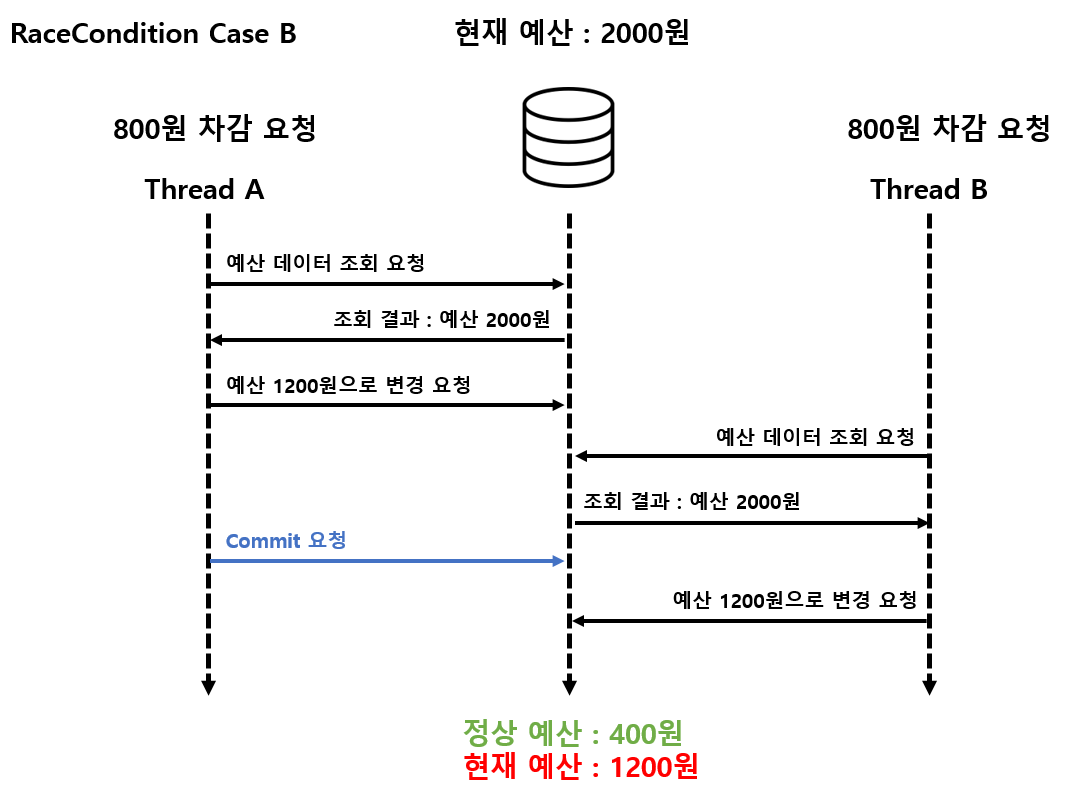 RaceCondition Case B
현재 예산 : 2000원
800원 차감 요청
800원 차감 요청
Thread A
Thread B
예산 데이터 조회 요청
조회 결과 : 예산 2000원
예산 1200원으로 변경 요청
예산 데이터 조회 요청
조회 결과 : 예산 2000원
Commit 요청
예산 1200원으로 변경 요청
정상 예산 : 400원
현재 예산 : 1200원